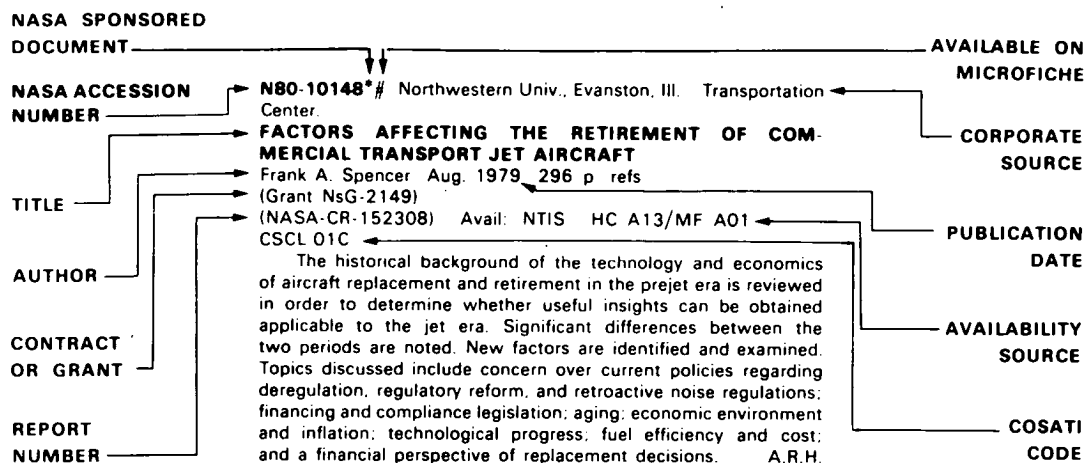 NASA SPONSORED
DOCUMENT
AVAILABLE ON
MICROFICHE
NASA ACCESSION
NUMBER
N80-10148*# Northwestern Univ., Evanston, Ill. Transportation
Center.
CORPORATE
SOURCE
FACTORS AFFECTING THE RETIREMENT OF COM-
MERCIAL TRANSPORT JET AIRCRAFT
TITLE
Frank A. Spencer Aug. 1979 296 p refs
(Grant NsG-2149)
(NASA-CR-152308) Avail: NTIS HC A13/MF A01
CSCL 01C
PUBLICATION
DATE
AUTHOR
The historical background of the technology and economics
of aircraft replacement and retirement in the prejet era is reviewed
in order to determine whether useful insights can be obtained
applicable to the jet era. Significant differences between the
two periods are noted. New factors are identified and examined.
Topics discussed include concern over current policies regarding
deregulation, regulatory reform, and retroactive noise regulations;
financing and compliance legislation; aging; economic environment
and inflation; technological progress; fuel efficiency and cost;
and a financial perspective of replacement decisions. A.R.H.
AVAILABILITY
SOURCE
CONTRACT
OR GRANT
REPORT
NUMBER
COSATI
CODE